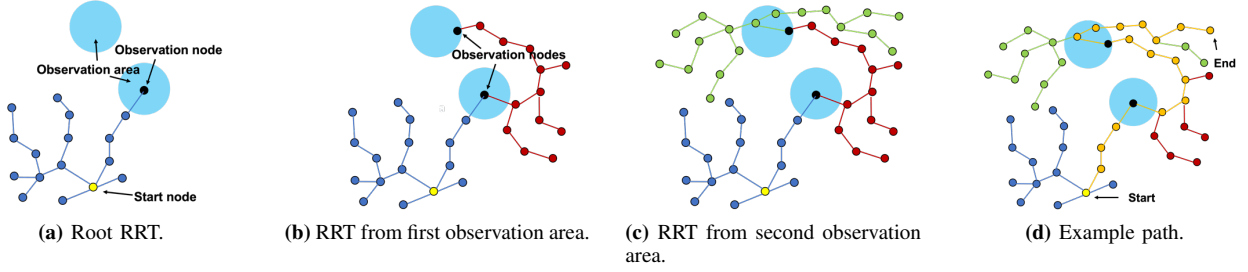 Observation node
Observation area
Start node
(a) Root RRT.
Observation nodes
(b) RRT from first observation area.
(c) RRT from second observation
area.
End
Start
(d) Example path.